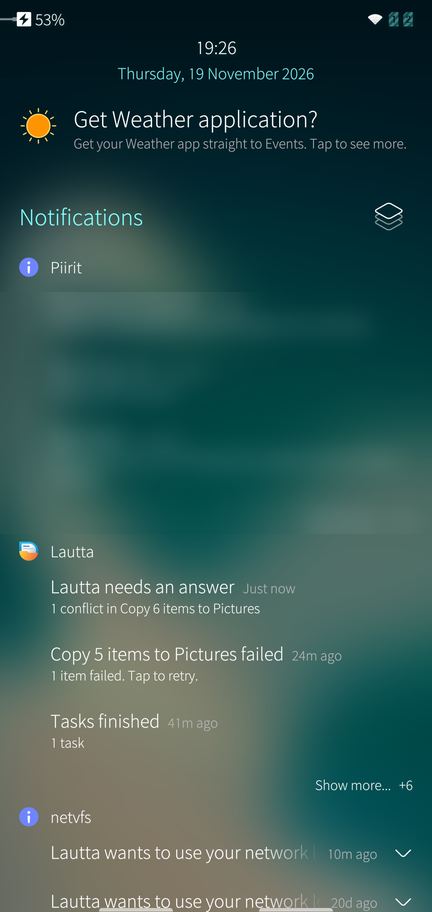 53%
19:26
Thursday, 19 November 2026
Get Weather application?
Get your Weather app straight to Events. Tap to see more.
Notifications
Piirit
Lautta
Lautta needs an answer Just now
1 conflict in Copy 6 items to Pictures
Copy 5 items to Pictures failed 24m ago
1 item failed. Tap to retry.
Tasks finished 41m ago
1 task
Show more... +6
netvfs
Lautta wants to use your network 10m ago
Lautta wants to use your network 20d ago